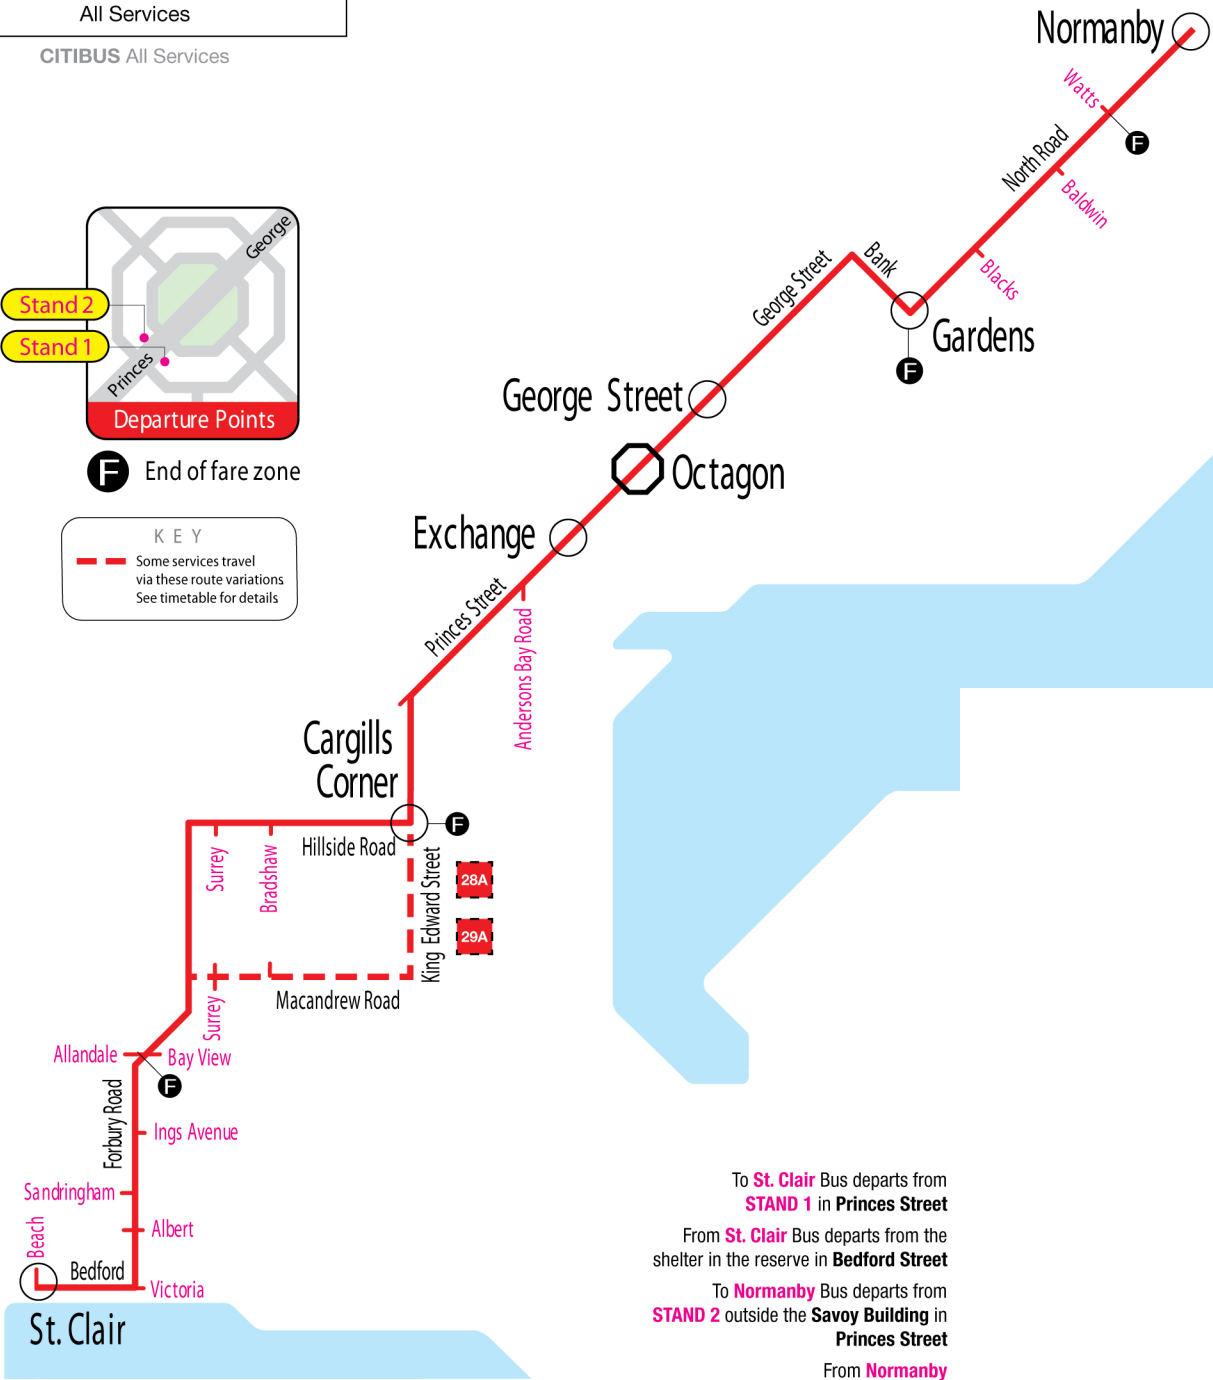 All Services
CITIBUS All Services
Normanby
Watts
F
North Road
Baldwin
Blacks
Bank
George Street
Gardens
F
George
Stand 2
Stand 1
Princes
Departure Points
F End of fare zone
George Street
Octagon
Exchange
KEY
Some services travel
via these route variations
See timetable for details
Princes Street
Andersons Bay Road
Cargills
Corner
F
Hillside Road
Surrey
Bradshaw
King Edward Street
28A
29A
Macandrew Road
Surrey
Allandale
Bay View
F
Forbury Road
Ings Avenue
Sandringham
Albert
Beach
Bedford
Victoria
St. Clair
To St. Clair Bus departs from
STAND 1 in Princes Street
From St. Clair Bus departs from the
shelter in the reserve in Bedford Street
To Normanby Bus departs from
STAND 2 outside the Savoy Building in
Princes Street
From Normanby